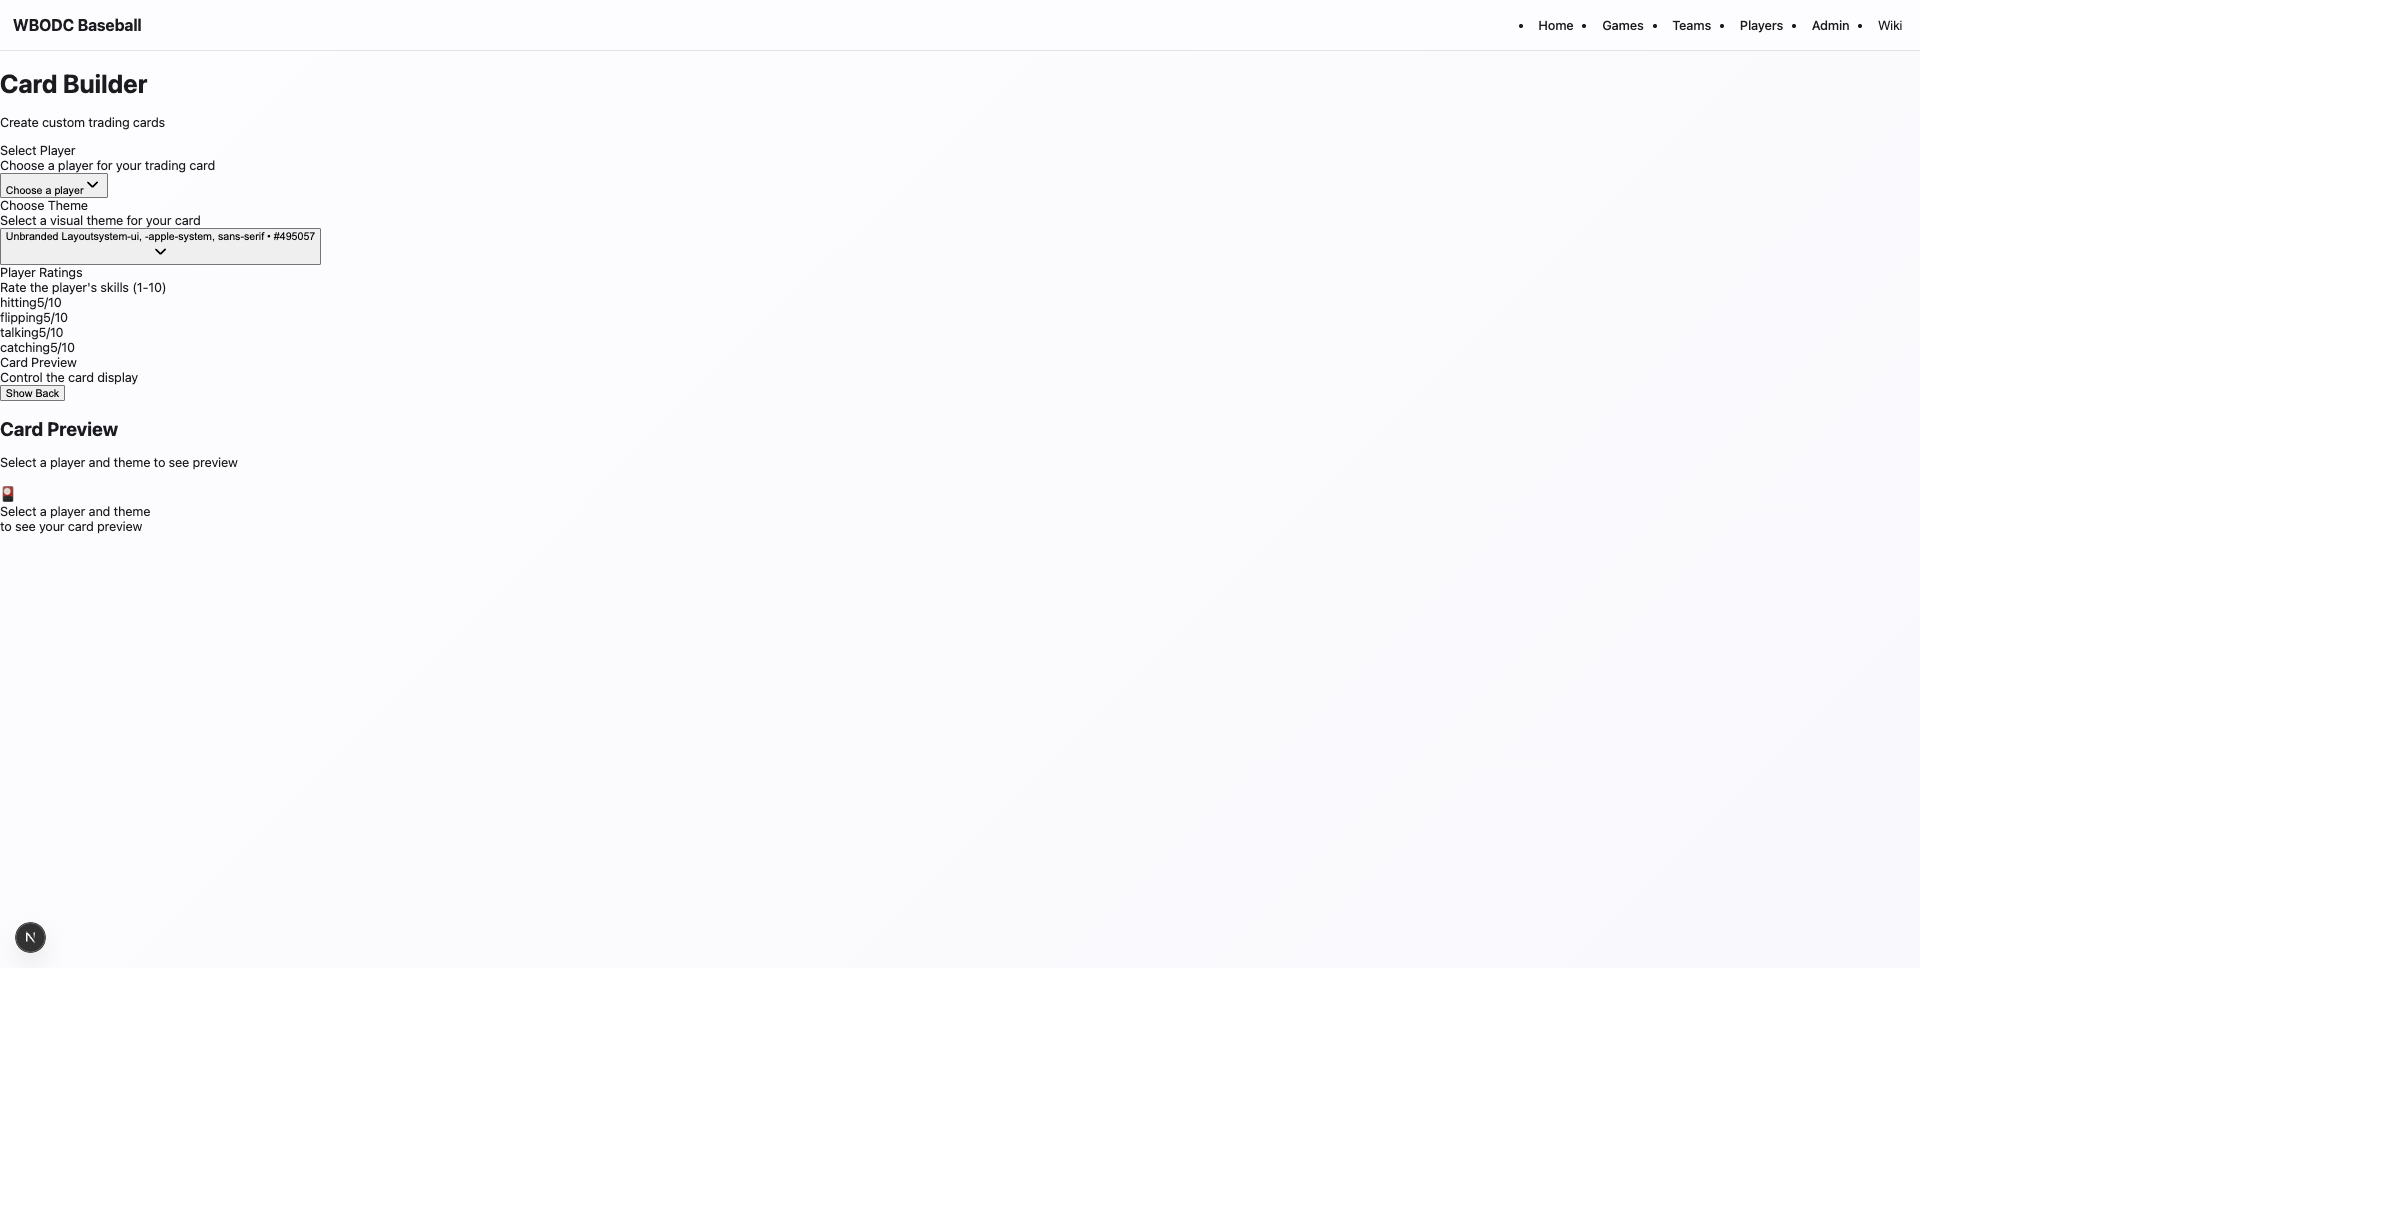 WBODC Baseball
• Home • Games • Teams • Players • Admin • Wiki
Card Builder
Create custom trading cards
Select Player
Choose a player for your trading card
Choose a player
Choose Theme
Select a visual theme for your card
Unbranded Layoutsystem-ui, -apple-system, sans-serif • #495057
Player Ratings
Rate the player's skills (1-10)
hitting5/10
flipping5/10
talking5/10
catching5/10
Card Preview
Control the card display
Show Back
Card Preview
Select a player and theme to see preview
Select a player and theme
to see your card preview
N